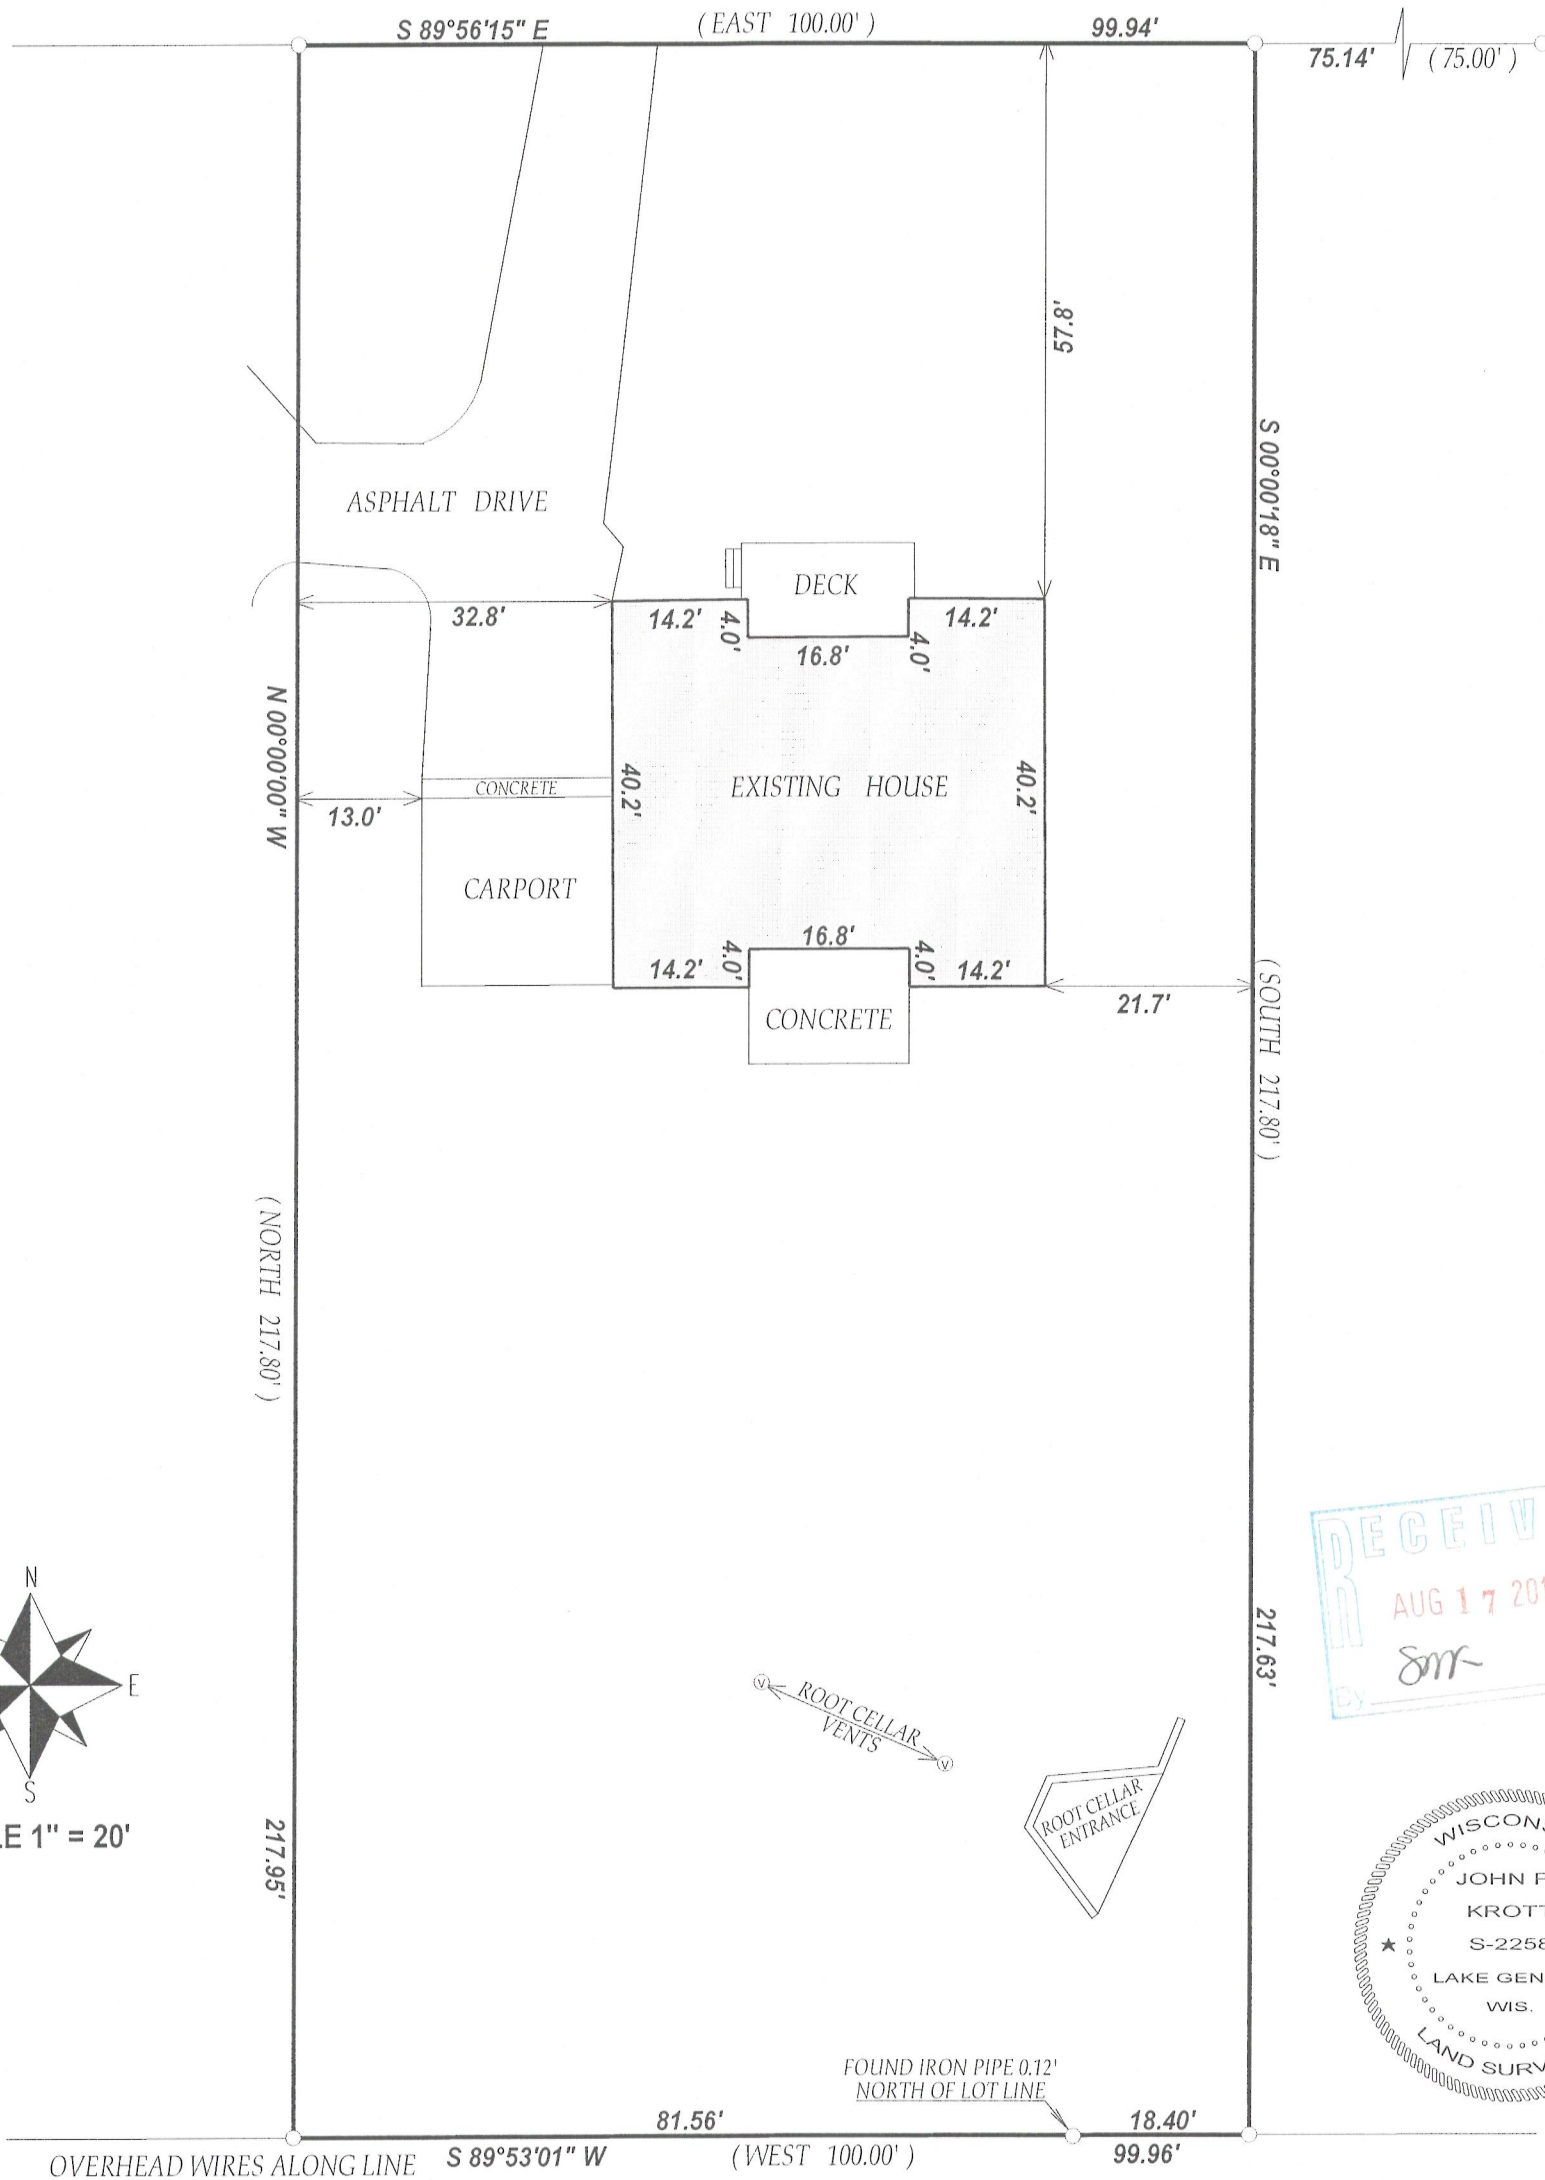 S 89°56'15" E
( EAST 100.00' )
99.94'
75.14'
( 75.00' )
57.8'
S 00°00'18" E
ASPHALT DRIVE
DECK
32.8'
14.2'
4.0'
16.8'
4.0'
14.2'
N 00°00'00" W
40.2'
EXISTING HOUSE
40.2'
CONCRETE
13.0'
CARPORT
16.8'
14.2'
4.0'
4.0'
14.2'
CONCRETE
21.7'
( SOUTH 217.80' )
( NORTH 217.80' )
217.63'
RECEIV
AUG 17 201
By
N
E
S
LE 1" = 20'
V
ROOT CELLAR
VENTS
V
ROOT CELLAR
ENTRANCE
217.95'
WISCON
JOHN
KROTT
S-2258
LAKE GEN
WIS.
LAND SURV
FOUND IRON PIPE 0.12'
NORTH OF LOT LINE
81.56'
18.40'
OVERHEAD WIRES ALONG LINE
S 89°53'01" W
( WEST 100.00' )
99.96'